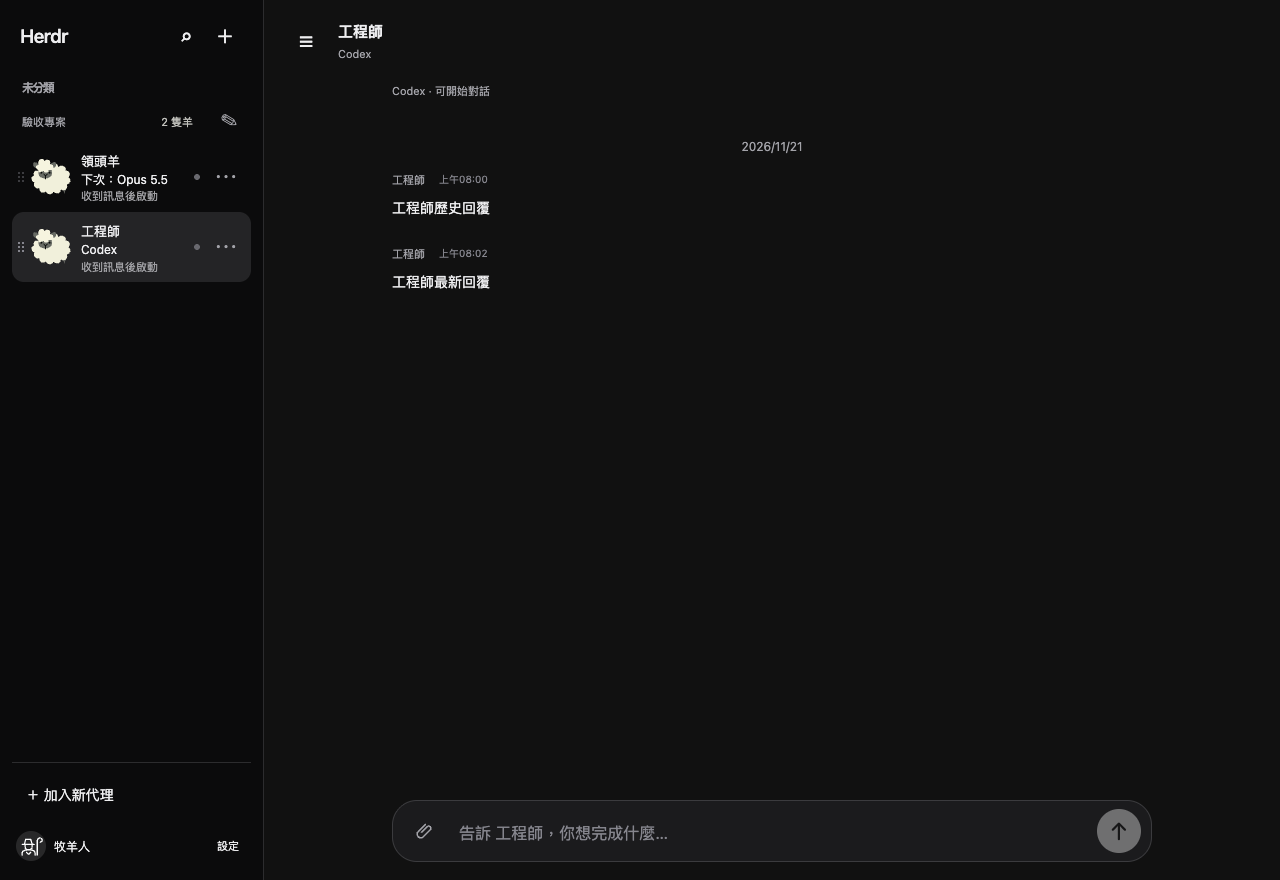 Herdr
未分類
驗收專案 2 隻羊
領頭羊
下次：Opus 5.5
收到訊息後啟動
工程師
Codex
收到訊息後啟動
+ 加入新代理
牧羊人 設定
工程師
Codex
Codex · 可開始對話
2026/11/21
工程師 上午08:00
工程師歷史回覆
工程師 上午08:02
工程師最新回覆
告訴 工程師，你想完成什麼...